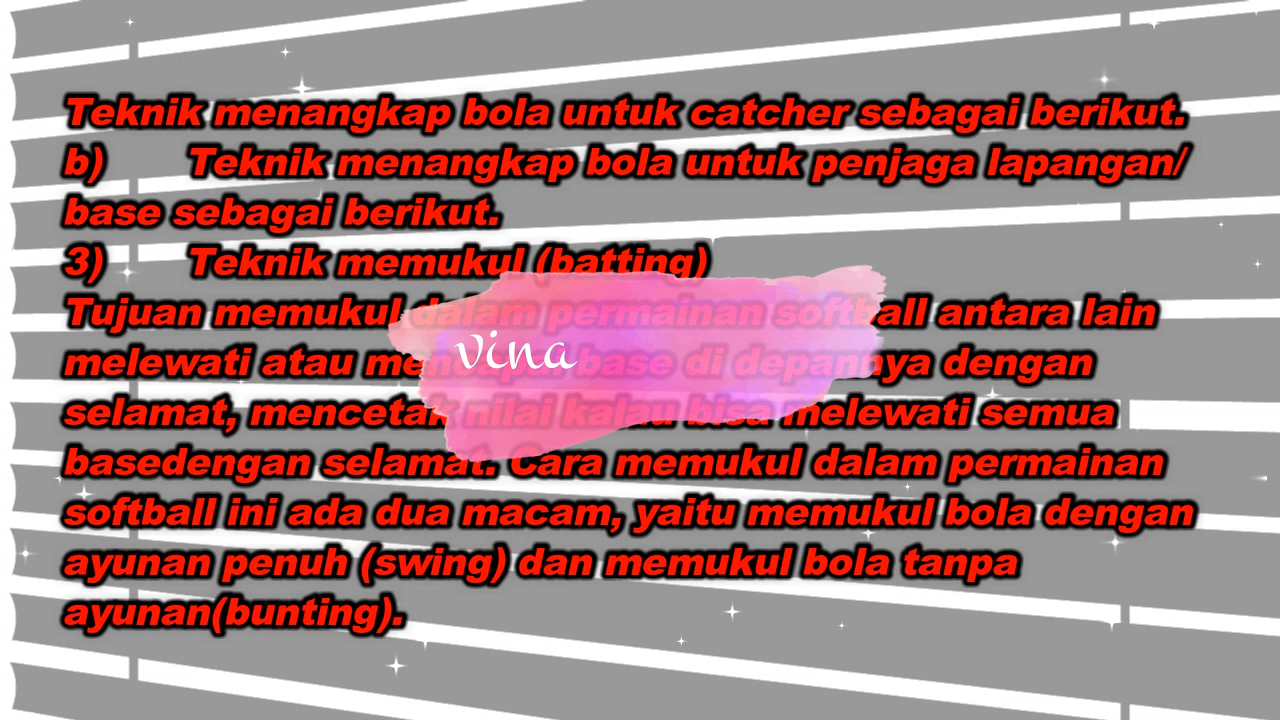 Teknik menangkap bola untuk catcher sebagai berikut.
b) Teknik menangkap bola untuk penjaga lapangan/
base sebagai berikut.
3) Teknik memukul (batting)
Tujuan memukul dalam permainan softball antara lain
melewati atau mencapai base di depannya dengan
vina
selamat, mencetak nilai kalau bisa melewati semua
basedengan selamat. Cara memukul dalam permainan
softball ini ada dua macam, yaitu memukul bola dengan
ayunan penuh (swing) dan memukul bola tanpa
ayunan(bunting).